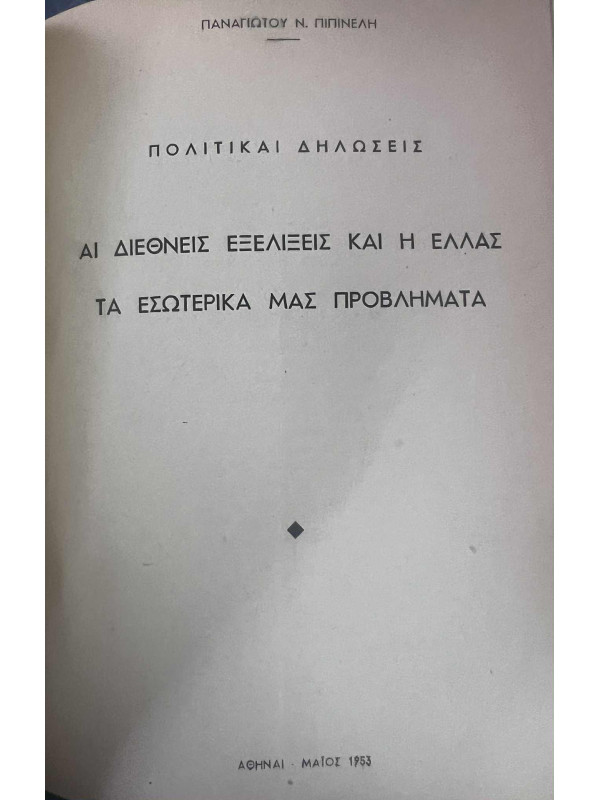 ΠΑΝΑΓΙΩΤΟΥ Ν. ΠΙΠΙΝΕΛΗ
ΠΟΛΙΤΙΚΑΙ ΔΗΛΩΣΕΙΣ
ΑΙ ΔΙΕΘΝΕΙΣ ΕΞΕΛΙΞΕΙΣ ΚΑΙ Η ΕΛΛΑΣ
ΤΑ ΕΣΩΤΕΡΙΚΑ ΜΑΣ ΠΡΟΒΛΗΜΑΤΑ
ΑΘΗΝΑΙ - ΜΑΪΟΣ 1953